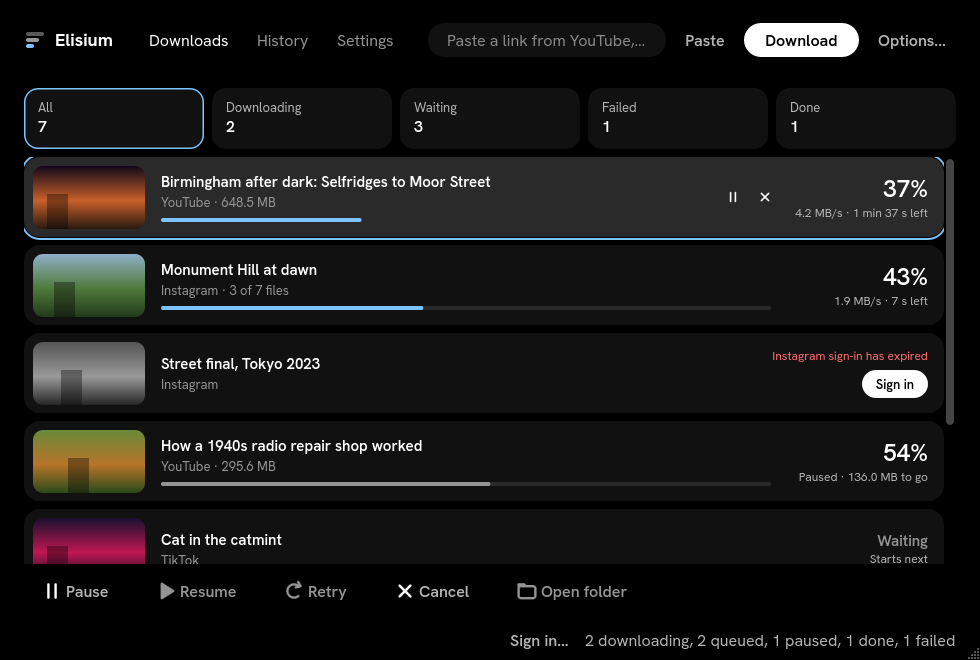 Elisium Downloads History Settings Paste a link from YouTube,... Paste Download Options...
All Downloading Waiting Failed Done
7 2 3 1 1
Birmingham after dark: Selfridges to Moor Street
YouTube · 648.5 MB
37%
4.2 MB/s · 1 min 37 s left
Monument Hill at dawn
Instagram · 3 of 7 files
43%
1.9 MB/s · 7 s left
Street final, Tokyo 2023
Instagram
Instagram sign-in has expired
Sign in
How a 1940s radio repair shop worked
YouTube · 295.6 MB
54%
Paused · 136.0 MB to go
Cat in the catmint
TikTok
Waiting
Starts next
Pause Resume Retry Cancel Open folder
Sign in... 2 downloading, 2 queued, 1 paused, 1 done, 1 failed